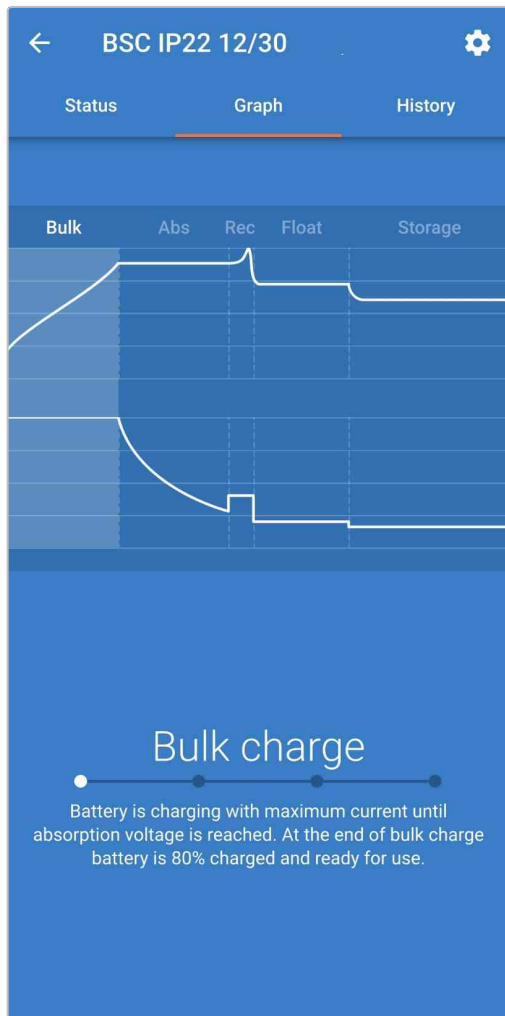 BSC IP22 12/30
Status Graph History
Bulk Abs Rec Float Storage
Bulk charge
Battery is charging with maximum current until
absorption voltage is reached. At the end of bulk charge
battery is 80% charged and ready for use.